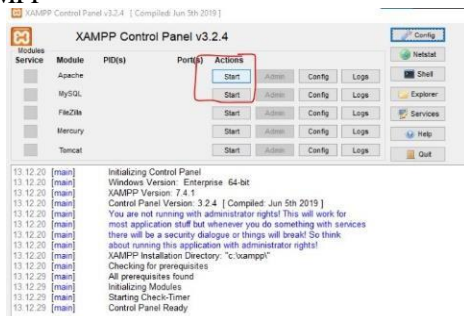 XAMPP Control Panel v3.2.4 [ Compiled: Jun 5th 2019 ]
XAMPP Control Panel v3.2.4
Config
Modules
Service Module PID(s) Port(s) Actions
Netstat
Apache Start Admin Config Logs
Shell
MySQL Start Admin Config Logs
Explorer
FileZilla Start Admin Config Logs
Services
Mercury Start Admin Config Logs
Help
Tomcat Start Admin Config Logs
Quit
13.12.20 [main] Initializing Control Panel
13.12.20 [main] Windows Version: Enterprise 64-bit
13.12.20 [main] XAMPP Version: 7.4.1
13.12.20 [main] Control Panel Version: 3.2.4 [ Compiled: Jun 5th 2019 ]
13.12.20 [main] You are not running with administrator rights! This will work for
13.12.20 [main] most application stuff but whenever you do something with services
13.12.20 [main] there will be a security dialogue or things will break! So think
13.12.20 [main] about running this application with administrator rights!
13.12.20 [main] XAMPP Installation Directory: "c:\xampp\"
13.12.20 [main] Checking for prerequisites
13.12.29 [main] All prerequisites found
13.12.29 [main] Initializing Modules
13.12.29 [main] Starting Check-Timer
13.12.29 [main] Control Panel Ready